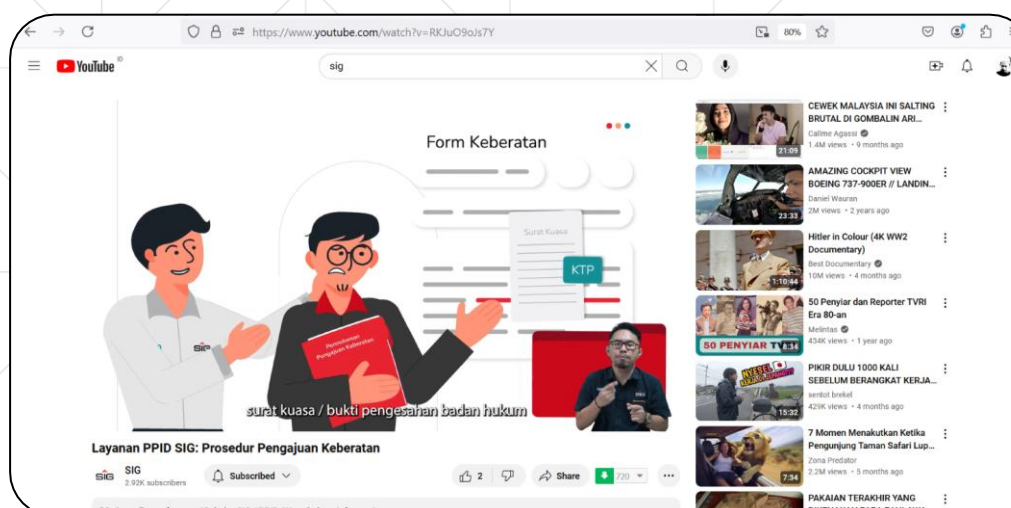 https://www.youtube.com/watch?v=RKJuO9oJs7Y
80%
YouTube
ID
sig
Form Keberatan
Surat Kuasa
KTP
Permohonan
Pengajuan Keberatan
SIG
surat kuasa / bukti pengesahan badan hukum
Layanan PPID SIG: Prosedur Pengajuan Keberatan
SIG
SIG
2.92K subscribers
Subscribed
2
Share
720
CEWEK MALAYSIA INI SALTING
BRUTAL DI GOMBALIN ARI...
Callme Agassi
1.4M views • 9 months ago
21:09
AMAZING COCKPIT VIEW
BOEING 737-900ER // LANDIN...
Daniel Wauran
2M views • 2 years ago
23:33
Hitler in Colour (4K WW2
Documentary)
Best Documentary
10M views • 4 months ago
1:10:44
50 Penyiar dan Reporter TVRI
Era 80-an
Melintas
434K views • 1 year ago
50 PENYIAR TV
8:34
PIKIR DULU 1000 KALI
SEBELUM BERANGKAT KERJA...
sentot brekel
429K views • 4 months ago
15:32
7 Momen Menakutkan Ketika
Pengunjung Taman Safari Lup...
Zona Predator
2.2M views • 5 months ago
7:34
PAKAIAN TERAKHIR YANG